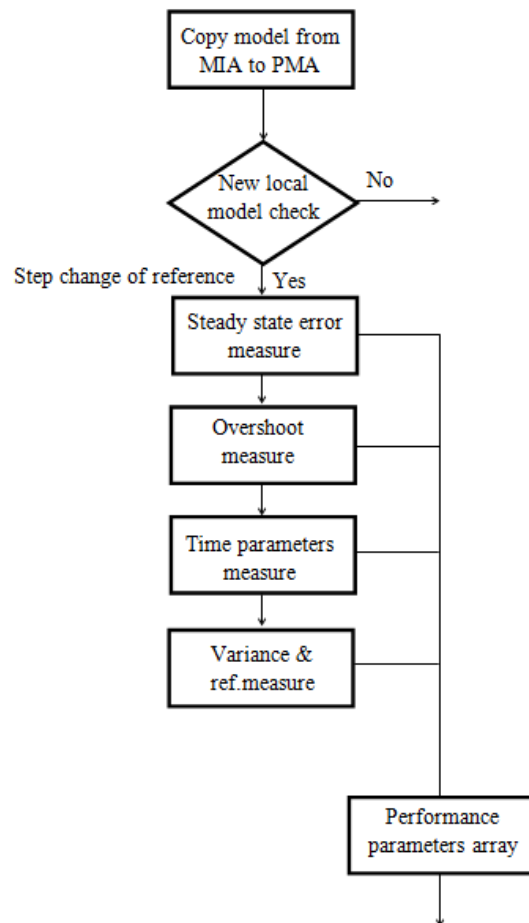 Copy model from
MIA to PMA
New local
model check
No
Step change of reference
Yes
Steady state error
measure
Overshoot
measure
Time parameters
measure
Variance &
ref.measure
Performance
parameters array